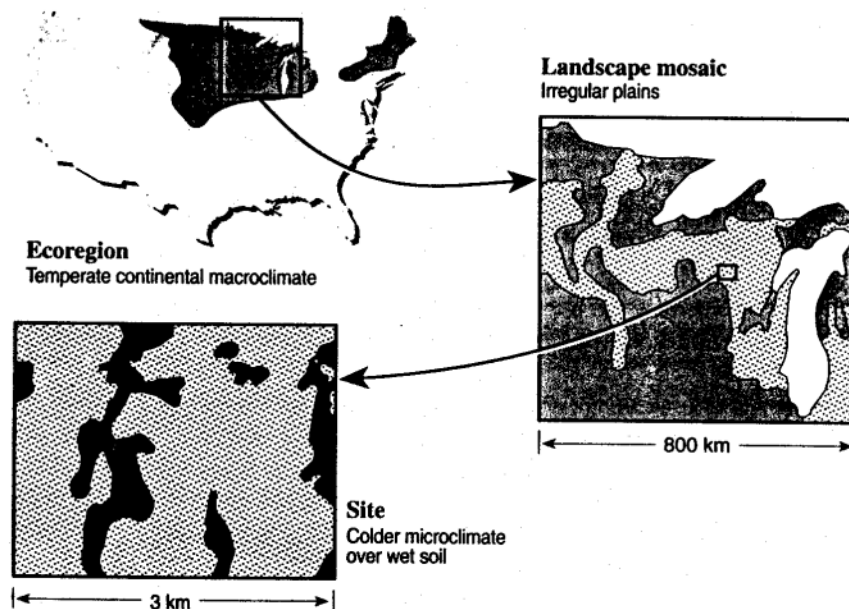 Landscape mosaic
Irregular plains
Ecoregion
Temperate continental macroclimate
800 km
Site
Colder microclimate
over wet soil
3 km